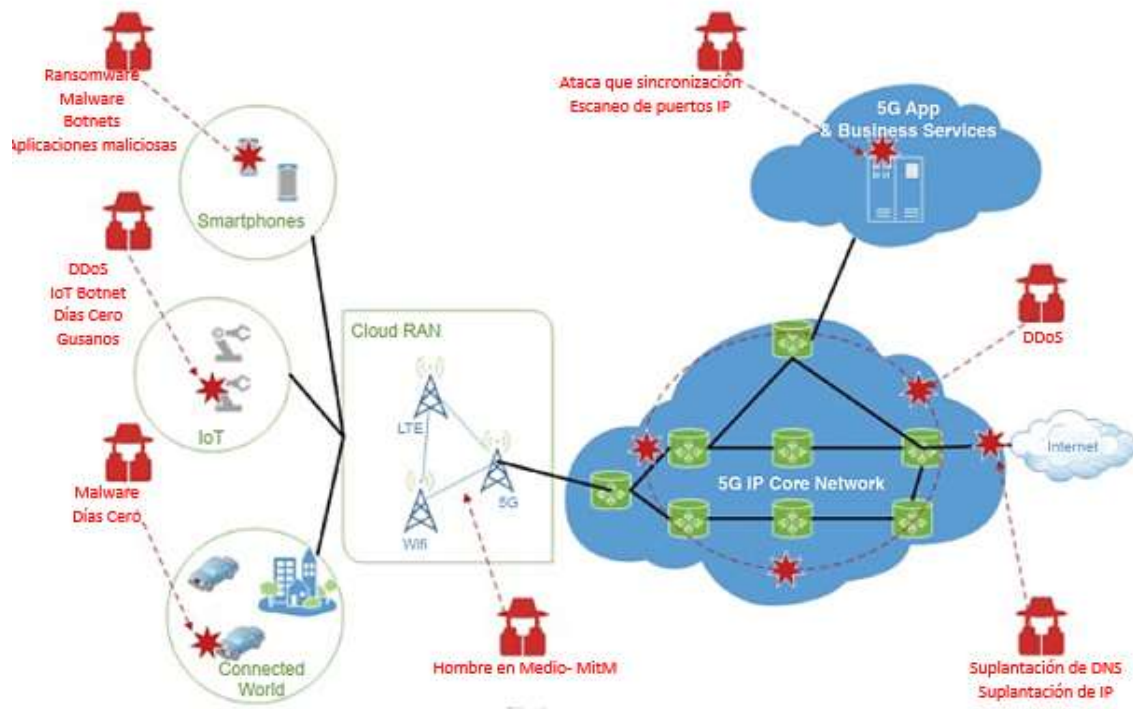 Ransomware
Malware
Botnets
Aplicaciones maliciosas
Smartphones
DDoS
IoT Botnet
Días Cero
Gusanos
IoT
Malware
Días Cero
Connected
World
Cloud RAN
LTE
5G
Wifi
Hombre en Medio- MitM
Ataca que sincronización
Escaneo de puertos IP
5G App
& Business Services
DDoS
5G IP Core Network
Internet
Suplantación de DNS
Suplantación de IP